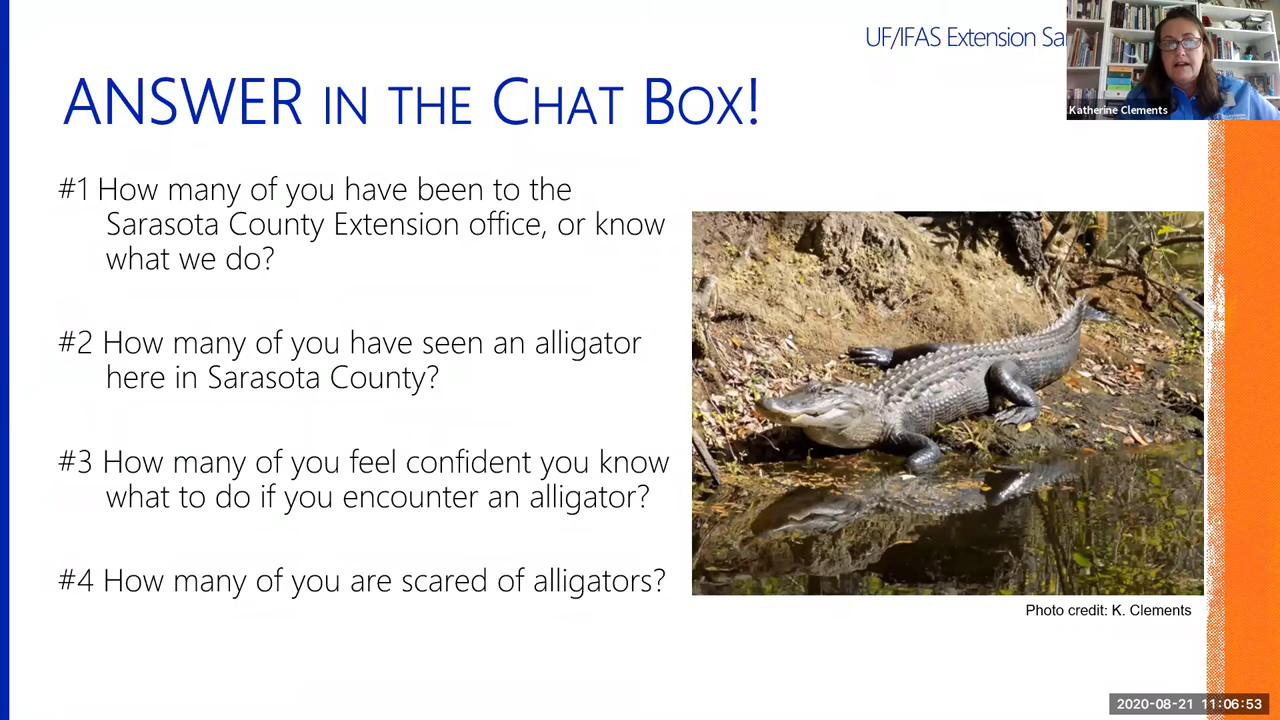 UF/IFAS Extension
Katherine Clements
ANSWER IN THE CHAT BOX!
#1 How many of you have been to the
Sarasota County Extension office, or know
what we do?
#2 How many of you have seen an alligator
here in Sarasota County?
#3 How many of you feel confident you know
what to do if you encounter an alligator?
#4 How many of you are scared of alligators?
Photo credit: K. Clements
2020-08-21 11:06:53